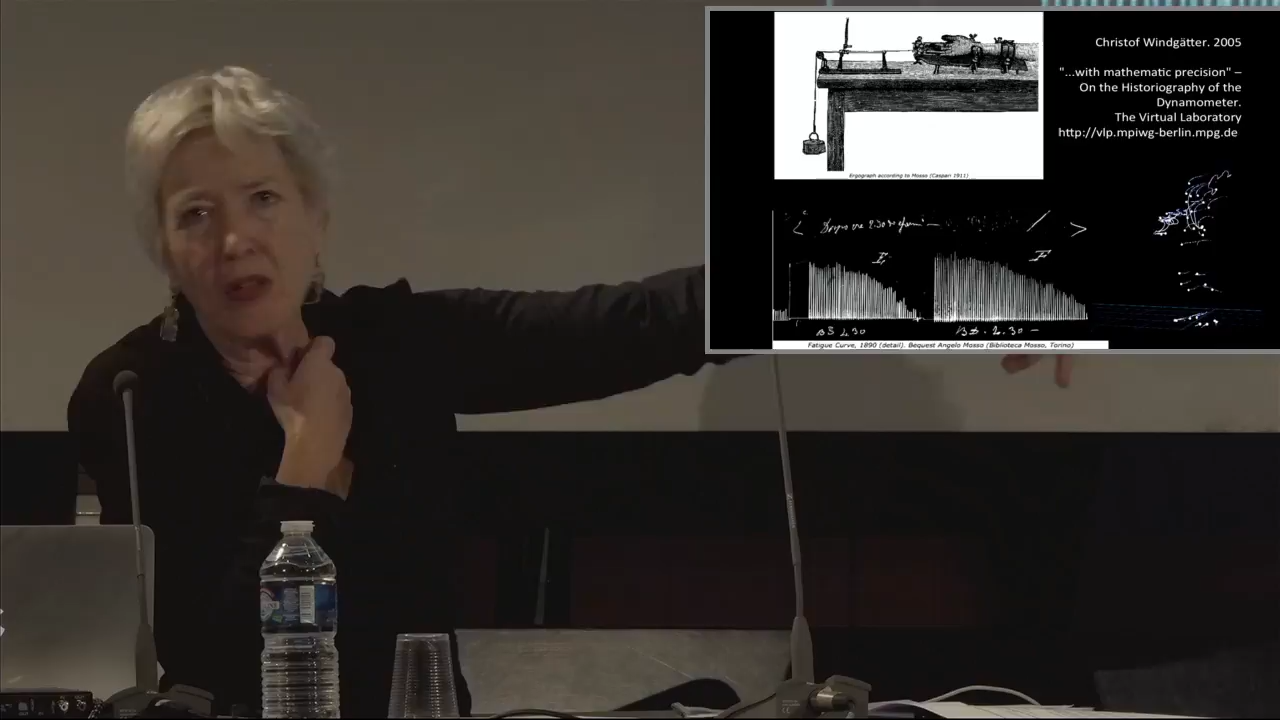 Christof Windgätter. 2005
"...with mathematic precision" –
On the Historiography of the
Dynamometer.
The Virtual Laboratory
http://vlp.mpiwg-berlin.mpg.de
Ergograph according to Mosso (Caspari 1911)
Fatigue Curve, 1890 (detail). Bequest Angelo Mosso (Biblioteca Mosso, Torino)